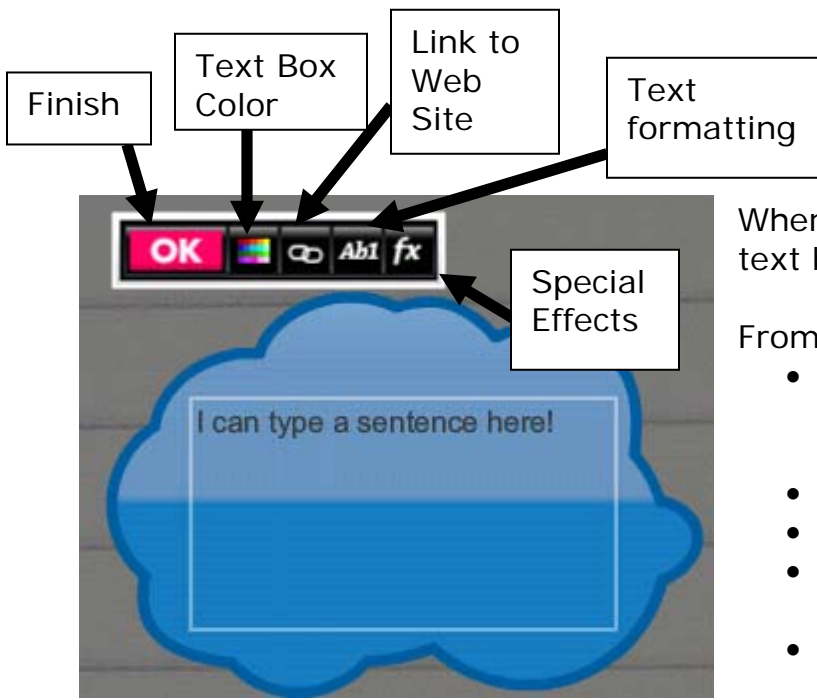 Finish
Text Box
Color
Link to
Web
Site
Text
formatting
OK
Ab1
fx
Special
Effects
I can type a sentence here!
text
From